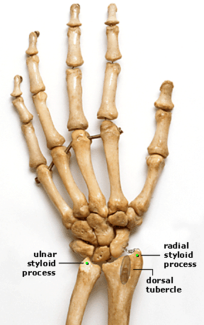 ulnar
styloid
process
radial
styloid
process
dorsal
tubercle